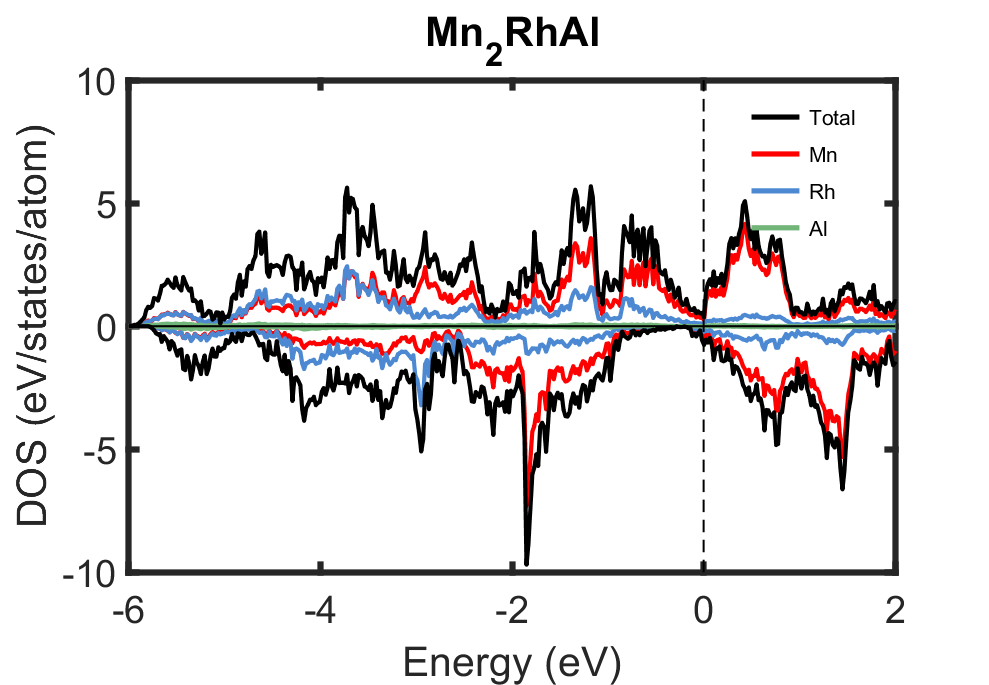 Mn₂RhAl
10
5
0
-5
-10
-6
-4
-2
0
2
DOS (eV/states/atom)
Energy (eV)
Total
Mn
Rh
Al